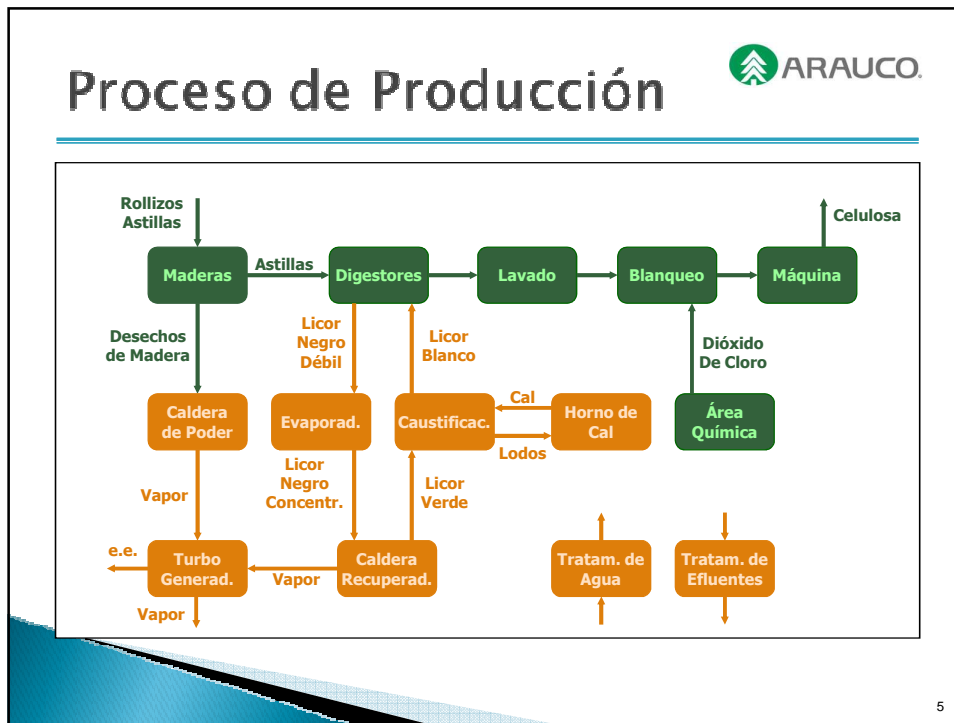 Proceso de Producción
ARAUCO.
Rollizos
Astillas
Celulosa
Maderas
Astillas
Digestores
Lavado
Blanqueo
Máquina
Desechos
de Madera
Licor
Negro
Débil
Licor
Blanco
Dióxido
De Cloro
Caldera
de Poder
Evaporad.
Caustificac.
Cal
Lodos
Horno de
Cal
Área
Química
Vapor
Licor
Negro
Concentr.
Licor
Verde
e.e.
Turbo
Generad.
Vapor
Caldera
Recuperad.
Tratam. de
Agua
Tratam. de
Efluentes
Vapor
5